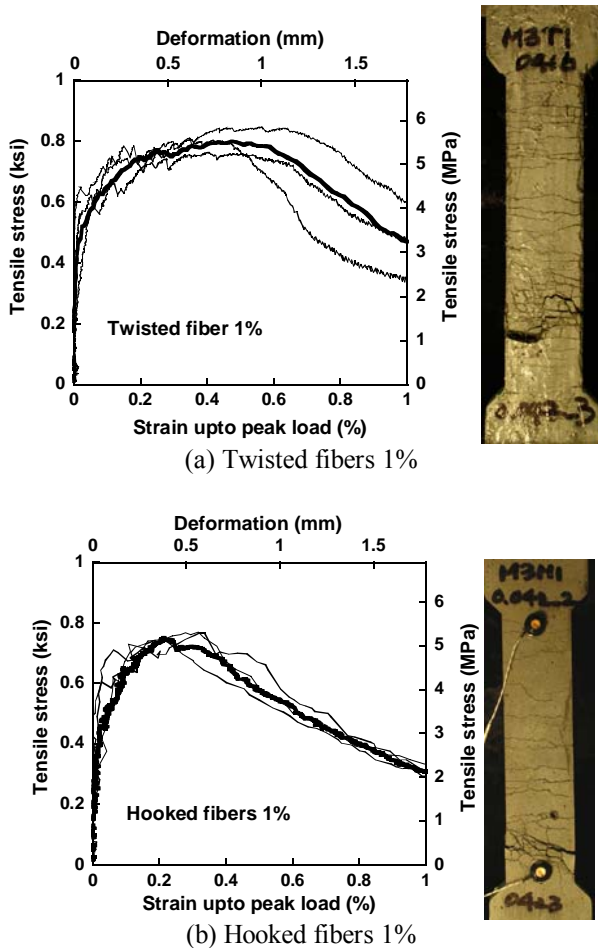 Deformation (mm)
0 0.5 1 1.5
1
0.8
0.6
0.4
0.2
0
Tensile stress (ksi)
6
5
4
3
2
1
0
Tensile stress (MPa)
Twisted fiber 1%
0 0.2 0.4 0.6 0.8 1
Strain upto peak load (%)
M3T1
(a) Twisted fibers 1%
Deformation (mm)
0 0.5 1 1.5
1
0.8
0.6
0.4
0.2
0
Tensile stress (ksi)
6
5
4
3
2
1
0
Tensile stress (MPa)
Hooked fibers 1%
0 0.2 0.4 0.6 0.8 1
Strain upto peak load (%)
M3H1
0.042_2
(b) Hooked fibers 1%